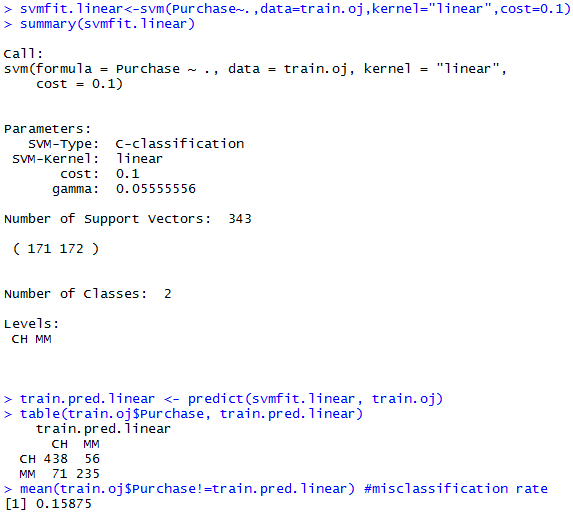 > svmfit.linear<-svm(Purchase~.,data=train.oj,kernel="linear",cost=0.1)
> summary(svmfit.linear)
Call:
svm(formula = Purchase ~ ., data = train.oj, kernel = "linear",
    cost = 0.1)
Parameters:
   SVM-Type:  C-classification
 SVM-Kernel:  linear
       cost:  0.1
      gamma:  0.05555556
Number of Support Vectors:  343
 ( 171 172 )
Number of Classes:  2
Levels:
 CH MM
> train.pred.linear <- predict(svmfit.linear, train.oj)
> table(train.oj$Purchase, train.pred.linear)
    train.pred.linear
      CH  MM
  CH 438  56
  MM  71 235
> mean(train.oj$Purchase!=train.pred.linear) #misclassification rate
[1] 0.15875